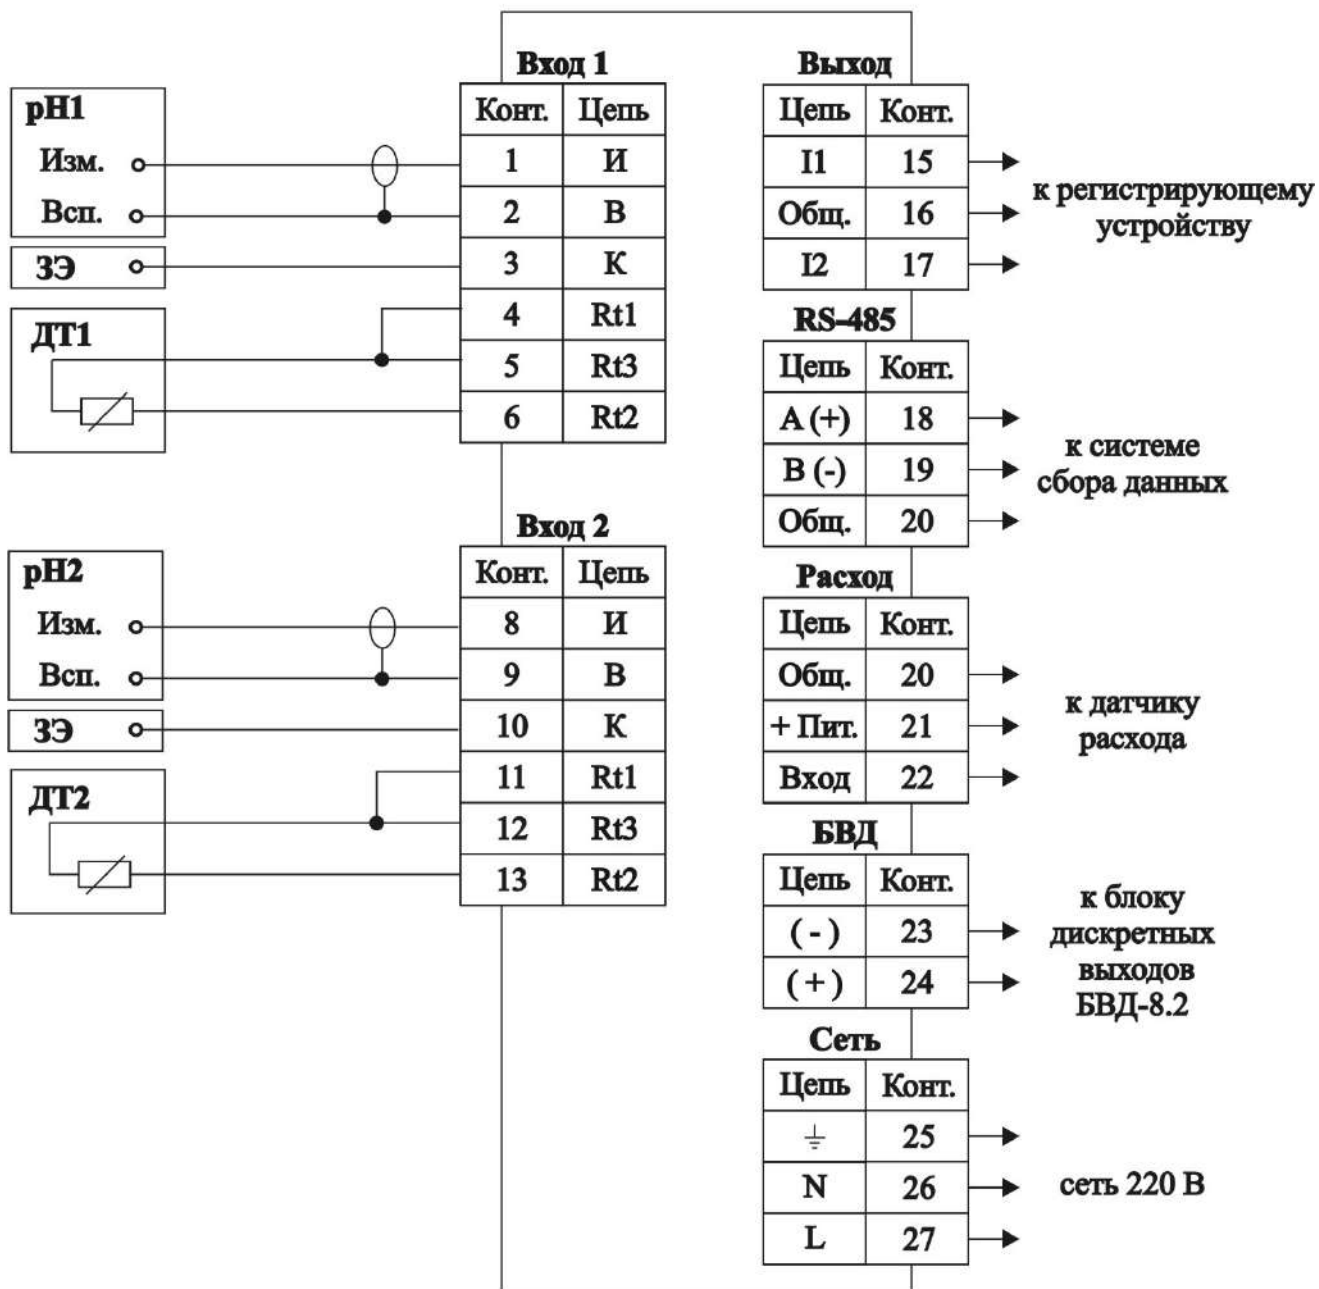 Вход 1
pH1
Изм.
Всп.
ЗЭ
ДТ1
Конт. Цепь
1 И
2 В
3 К
4 Rt1
5 Rt3
6 Rt2
Вход 2
pH2
Изм.
Всп.
ЗЭ
ДТ2
Конт. Цепь
8 И
9 В
10 К
11 Rt1
12 Rt3
13 Rt2
Выход
Цепь Конт.
I1 15
Общ. 16
I2 17
к регистрирующему
устройству
RS-485
Цепь Конт.
A (+) 18
B (-) 19
Общ. 20
к системе
сбора данных
Расход
Цепь Конт.
Общ. 20
+ Пит. 21
Вход 22
к датчику
расхода
БВД
Цепь Конт.
( - ) 23
( + ) 24
к блоку
дискретных
выходов
БВД-8.2
Сеть
Цепь Конт.
25
N 26
L 27
сеть 220 В